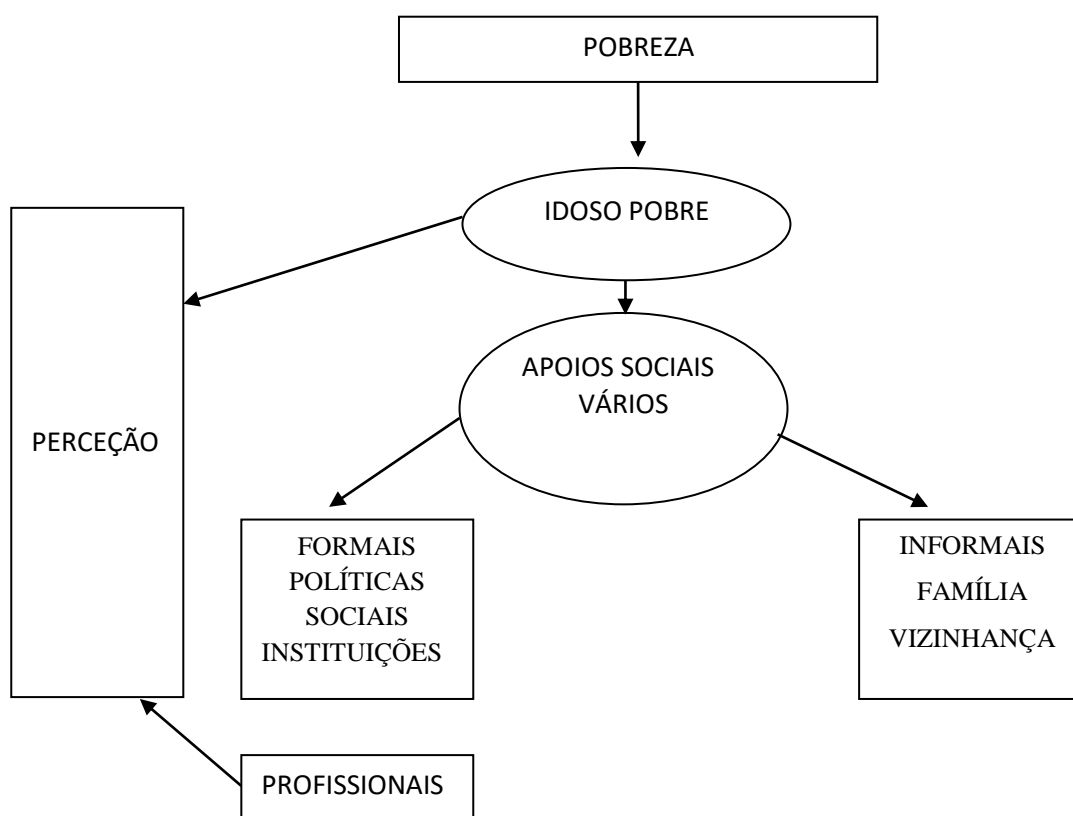 POBREZA
IDOSO POBRE
APOIOS SOCIAIS
VÁRIOS
PERCEÇÃO
FORMAIS
POLÍTICAS
SOCIAIS
INSTITUIÇÕES
INFORMAIS
FAMÍLIA
VIZINHANÇA
PROFISSIONAIS